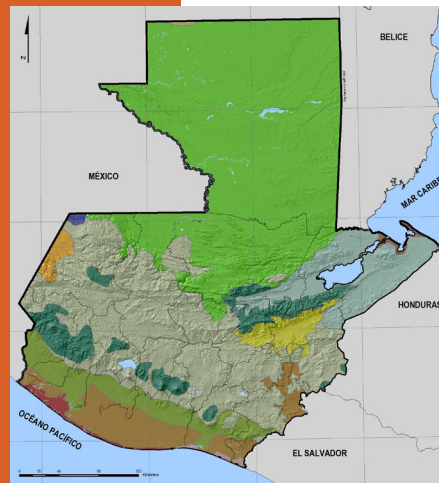 BELICE
N
MÉXICO
MAR CARIBE
HONDURAS
OCÉANO PACÍFICO
EL SALVADOR